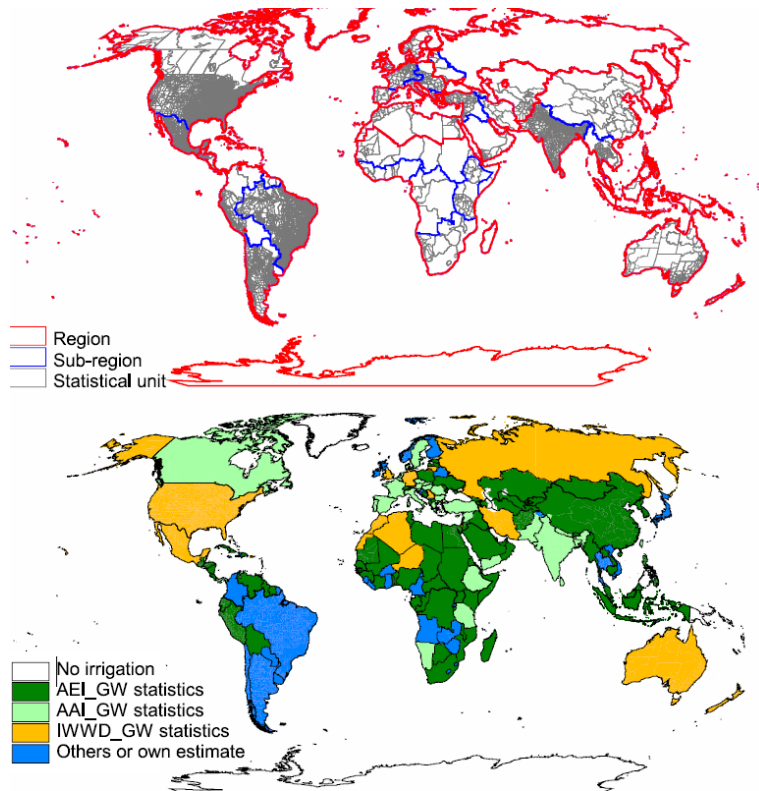 Region
Sub-region
Statistical unit
No irrigation
AEI_GW statistics
AAI_GW statistics
IWWD_GW statistics
Others or own estimate